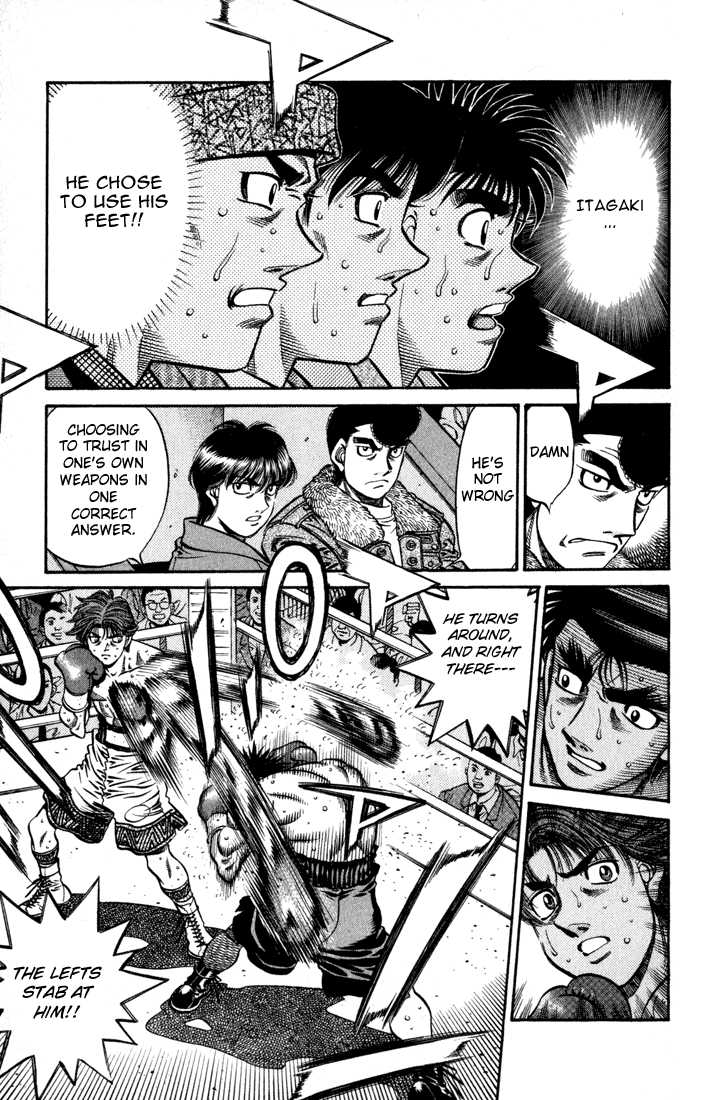 ITAGAKI
...
HE CHOSE
TO USE HIS
FEET!!
DAMN
HE'S
NOT
WRONG
CHOOSING
TO TRUST IN
ONE'S OWN
WEAPONS IN
ONE
CORRECT
ANSWER.
HE TURNS
AROUND,
AND RIGHT
THERE---
THE LEFTS
STAB AT
HIM!!